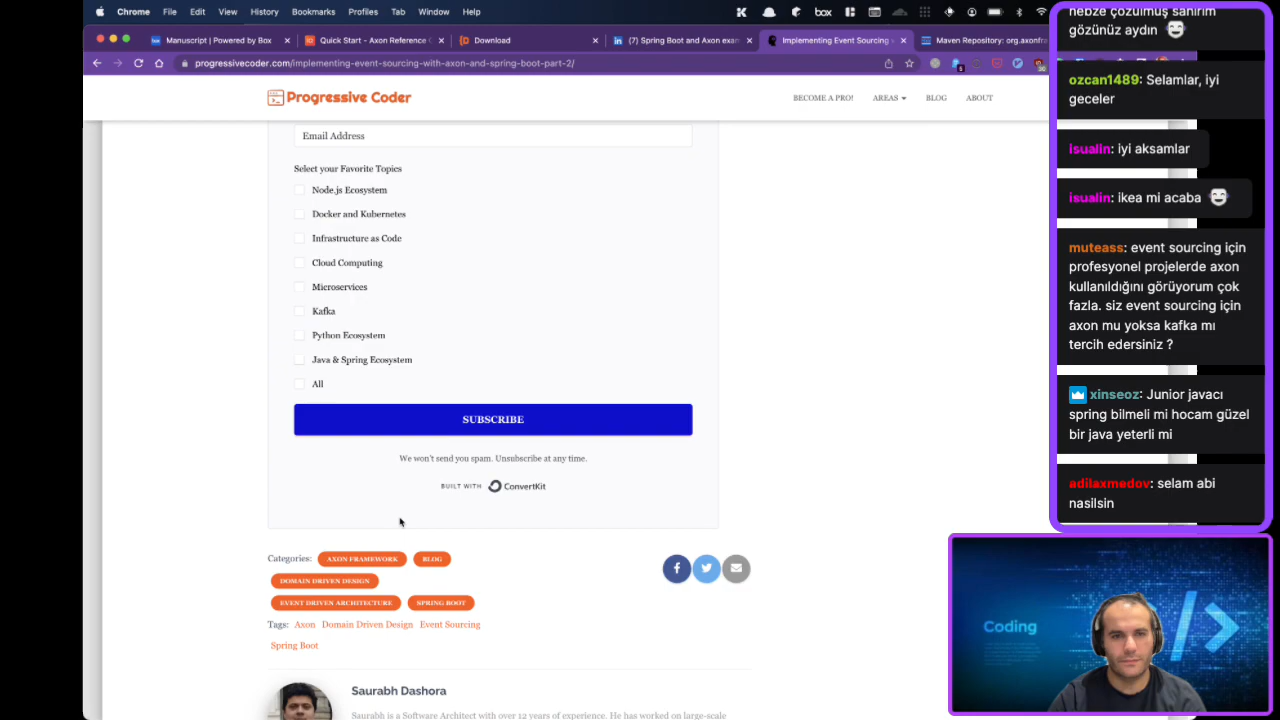 Chrome File Edit View History Bookmarks Profiles Tab Window Help
box
Manuscript | Powered by Box
Quick Start - Axon Reference
Download
(7) Spring Boot and Axon exam
Implementing Event Sourcing
Maven Repository: org.axonfra
progressivecoder.com/implementing-event-sourcing-with-axon-and-spring-boot-part-2/
Progressive Coder
BECOME A PRO! AREAS BLOG ABOUT
Email Address
Select your Favorite Topics
Node.js Ecosystem
Docker and Kubernetes
Infrastructure as Code
Cloud Computing
Microservices
Kafka
Python Ecosystem
Java & Spring Ecosystem
All
SUBSCRIBE
We won't send you spam. Unsubscribe at any time.
BUILT WITH ConvertKit
Categories: AXON FRAMEWORK BLOG
DOMAIN DRIVEN DESIGN
EVENT DRIVEN ARCHITECTURE SPRING BOOT
Tags: Axon Domain Driven Design Event Sourcing
Spring Boot
Saurabh Dashora
Saurabh is a Software Architect with over 12 years of experience. He has worked on large-scale
nebze çözülmüş sanırım
gözünüz aydın
ozcan1489: Selamlar, iyi
geceler
isualin: iyi aksamlar
isualin: ikea mi acaba
muteass: event sourcing için
profesyonel projelerde axon
kullanıldığını görüyorum çok
fazla. siz event sourcing için
axon mu yoksa kafka mı
tercih edersiniz ?
xinseoz: Junior javacı
spring bilmeli mi hocam güzel
bir java yeterli mi
adilaxmedov: selam abi
nasilsin
Coding